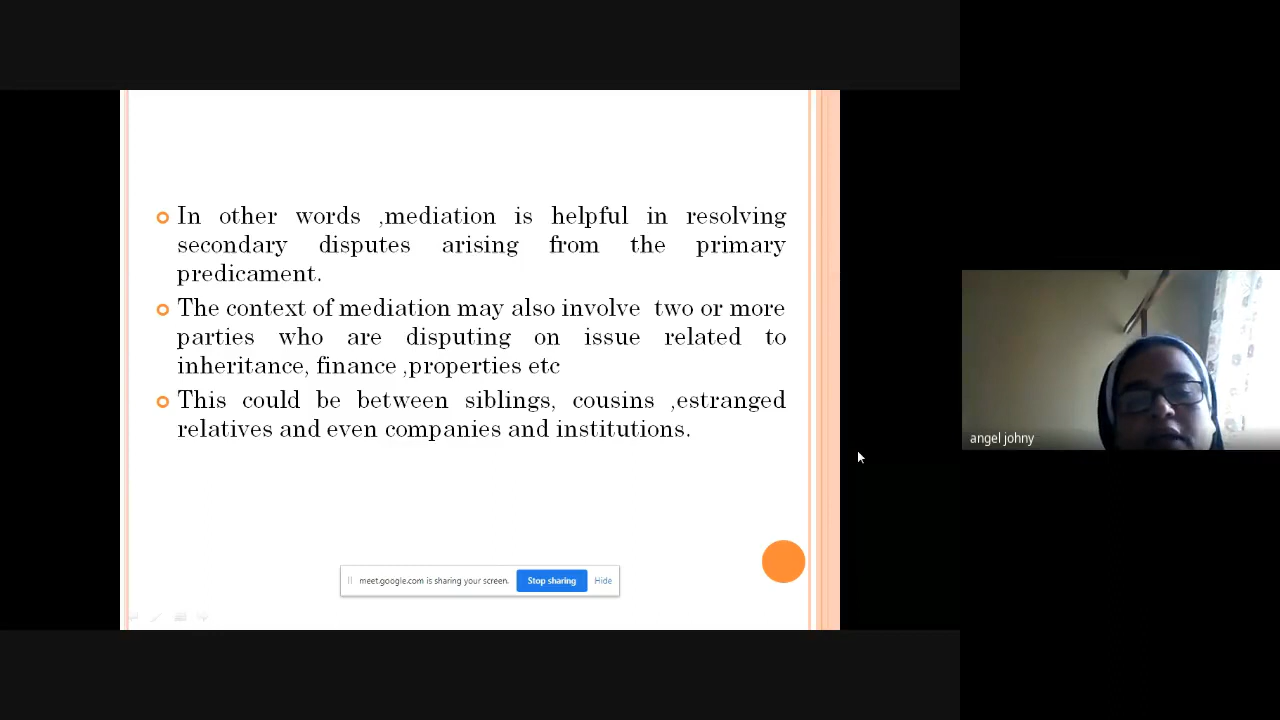 In other words ,mediation is helpful in resolving
secondary disputes arising from the primary
predicament.
The context of mediation may also involve two or more
parties who are disputing on issue related to
inheritance, finance ,properties etc
This could be between siblings, cousins ,estranged
relatives and even companies and institutions.
meet.google.com is sharing your screen. Stop sharing Hide
angel johny